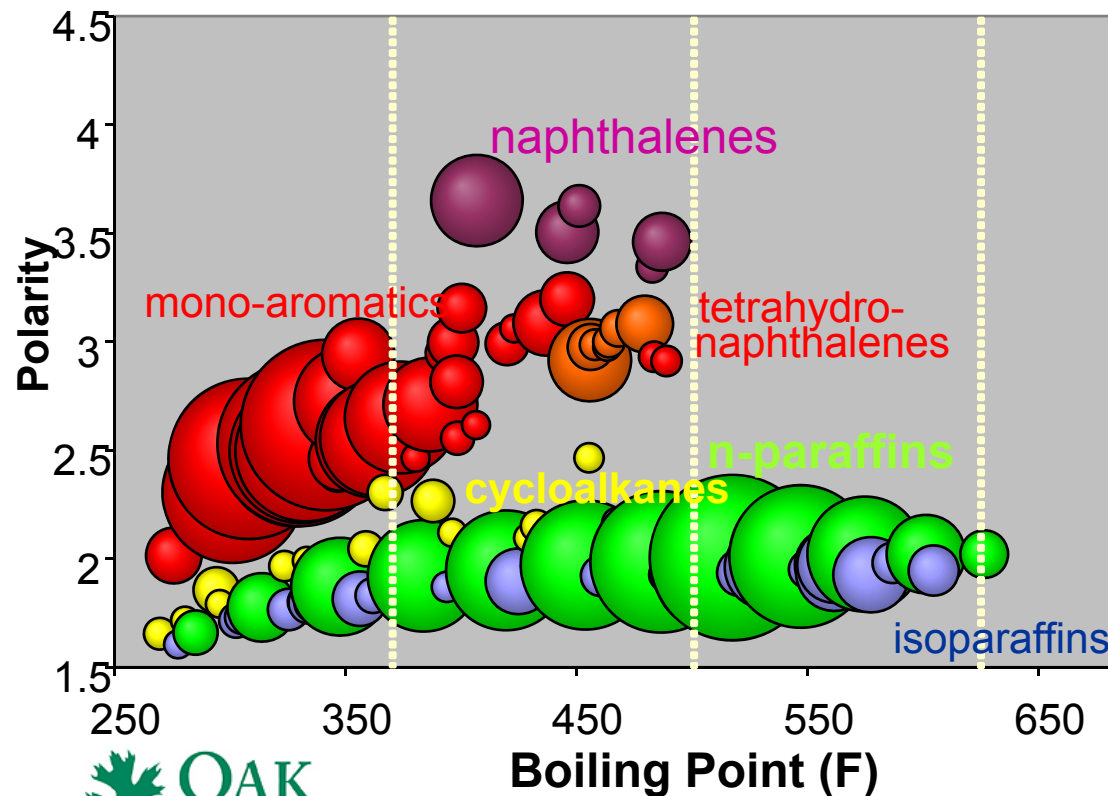 4.5
4
3.5
3
2.5
2
1.5
Polarity
naphthalenes
mono-aromatics
tetrahydro-
naphthalenes
n-paraffins
cycloalkanes
isoparaffins
250
350
450
550
650
Boiling Point (F)
OAK